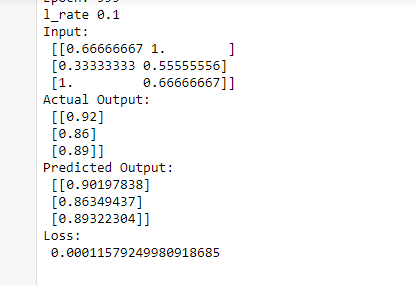 l_rate 0.1
Input:
[[0.66666667 1.        ]
[0.33333333 0.55555556]
[1.         0.66666667]]
Actual Output:
[[0.92]
[0.86]
[0.89]]
Predicted Output:
[[0.90197838]
[0.86349437]
[0.89322304]]
Loss:
0.00011579249980918685